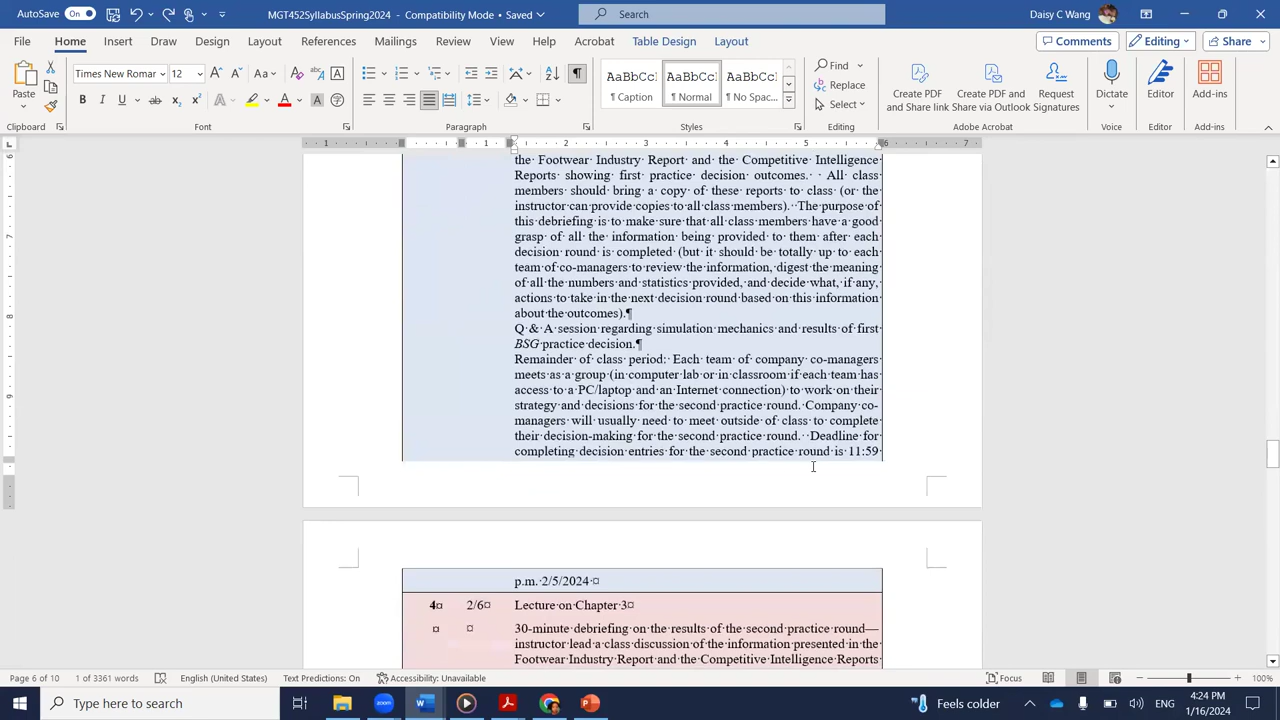 AutoSave On MGT452SyllabusSpring2024 - Compatibility Mode • Saved Search Daisy C Wang
File Home Insert Draw Design Layout References Mailings Review View Help Acrobat Table Design Layout Comments Editing Share
Paste Times New Roman 12 AaBbCcI AaBbCcI AaBbCcI Find Replace Select Create PDF and Share link Create PDF and Share via Outlook Request Signatures Dictate Editor Add-ins
¶ Caption ¶ Normal ¶ No Spac...
Clipboard Font Paragraph Styles Editing Adobe Acrobat Voice Editor Add-ins
1 1 2 3 4 5 6 7
the Footwear Industry Report and the Competitive Intelligence
Reports showing first practice decision outcomes. All class
members should bring a copy of these reports to class (or the
instructor can provide copies to all class members). The purpose of
this debriefing is to make sure that all class members have a good
grasp of all the information being provided to them after each
decision round is completed (but it should be totally up to each
team of co-managers to review the information, digest the meaning
of all the numbers and statistics provided, and decide what, if any,
actions to take in the next decision round based on this information
about the outcomes).¶
Q & A session regarding simulation mechanics and results of first
BSG practice decision.¶
Remainder of class period: Each team of company co-managers
meets as a group (in computer lab or in classroom if each team has
access to a PC/laptop and an Internet connection) to work on their
strategy and decisions for the second practice round. Company co-
managers will usually need to meet outside of class to complete
their decision-making for the second practice round. Deadline for
completing decision entries for the second practice round is 11:59
p.m. 2/5/2024 ¤
4¤ 2/6¤ Lecture on Chapter 3¤
¤ ¤ 30-minute debriefing on the results of the second practice round—
instructor lead a class discussion of the information presented in the
Footwear Industry Report and the Competitive Intelligence Reports
Page 6 of 10 1 of 3361 words English (United States) Text Predictions: On Accessibility: Unavailable Focus 100%
Type here to search Feels colder 4:24 PM
1/16/2024